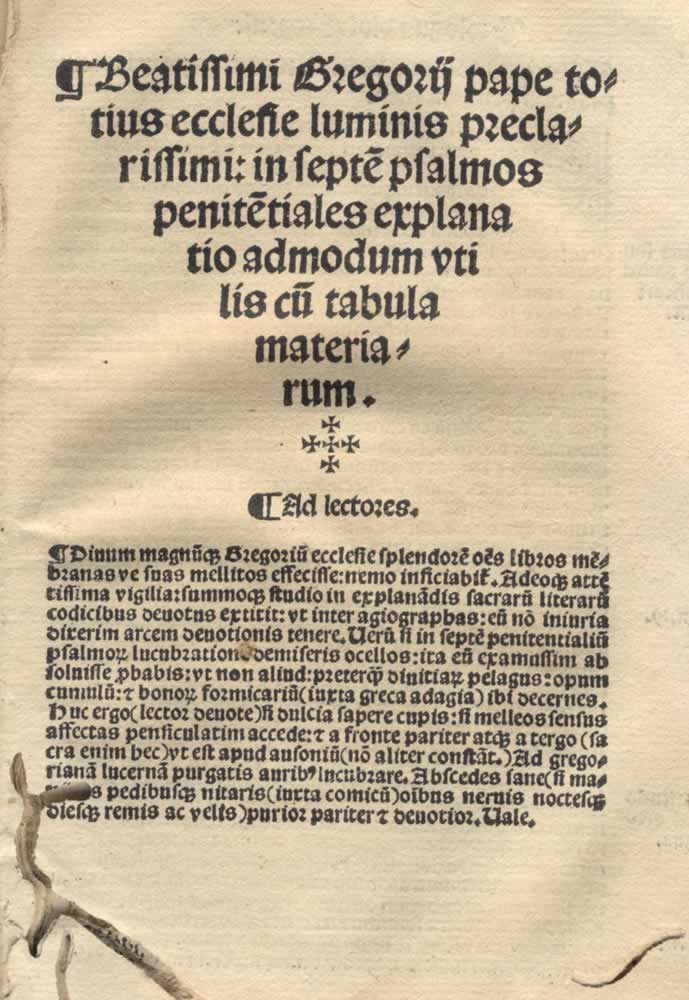 ¶Beatissimi Gregorij pape to⸗
tius ecclesie luminis precla⸗
rissimi: in septē psalmos
penitētiales explana
tio admodum vti
lis cū tabula
materia⸗
rum.
¶Ad lectores.
¶Diuum magnūqꝫ Gregoriū ecclesie splendorē oēs libros mē⸗
branas ve suas mellitos effecisse: nemo inficiabit᷑. Adeoqꝫ attē
tissima vigilia: summoqꝫ studio in explanādis sacrarū literarū
codicibus deuotus extitit: vt inter agiographas: eū nō iniuria
dixerim arcem deuotionis tenere. Uerū si in septē penitentialiū
psalmoꝝ demiseris ocellos: ita eū examussim ab
soluisse ꝓbabis: vt non aliud: preterqꝫ̄ diuitiaꝝ pelagus: opum
cumulū: ⁊ bonoꝝ formicariū (iuxta greca adagia) ibi decernes.
Huc ergo (lector deuote) si dulcia sapere cupis: si melleos sensus
affectas pensiculatim accede: ⁊ a fronte pariter atqꝫ a tergo (sa
cra enim hec) vt est apud ausoniū (nō aliter constāt.) Ad grego⸗
rianā lucernā purgatis auribꝰ lucubrare. Abscedes sane (si ma⸗
pedibusqꝫ nitaris (iuxta comicū) oībus neruis noctesqꝫ
diesqꝫ remis ac velis) purior pariter ⁊ deuotior. Uale.